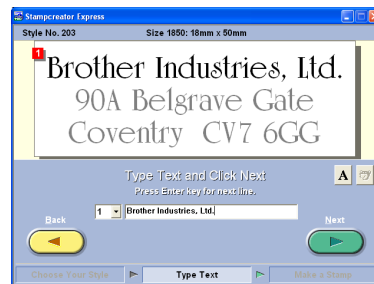 Stampcreator Express
Style No. 203 Size 1850: 18mm x 50mm
1
Brother Industries, Ltd.
90A Belgrave Gate
Coventry CV7 6GG
Type Text and Click Next
Press Enter key for next line.
A
Back 1 Brother Industries, Ltd. Next
Choose Your Style Type Text Make a Stamp